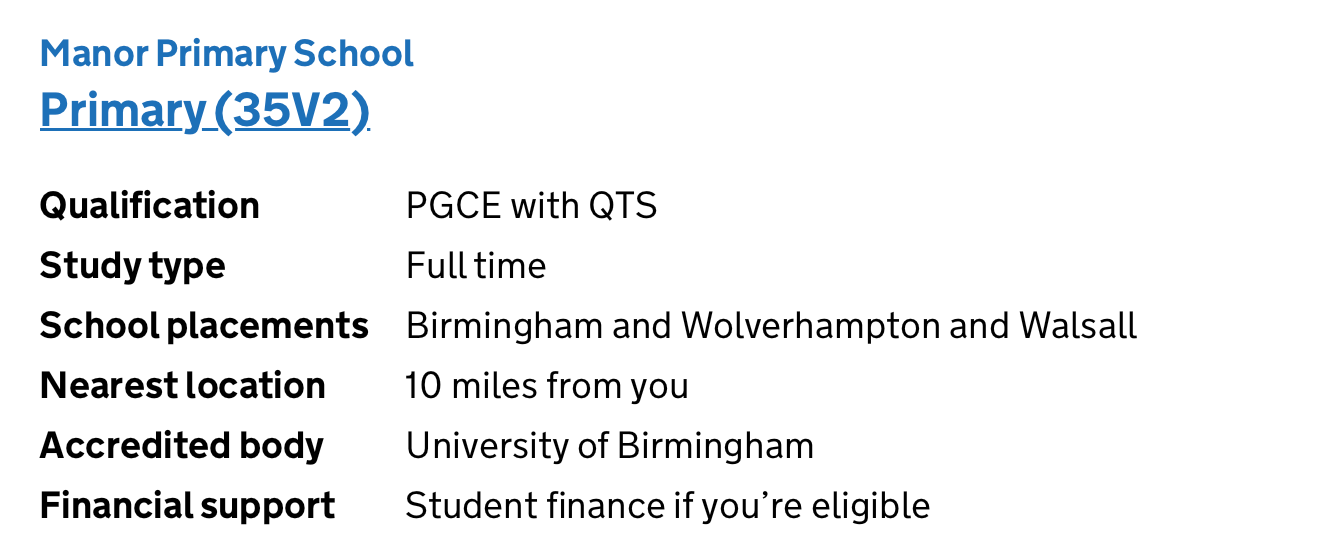 Manor Primary School
Primary (35V2)
Qualification PGCE with QTS
Study type Full time
School placements Birmingham and Wolverhampton and Walsall
Nearest location 10 miles from you
Accredited body University of Birmingham
Financial support Student finance if you’re eligible